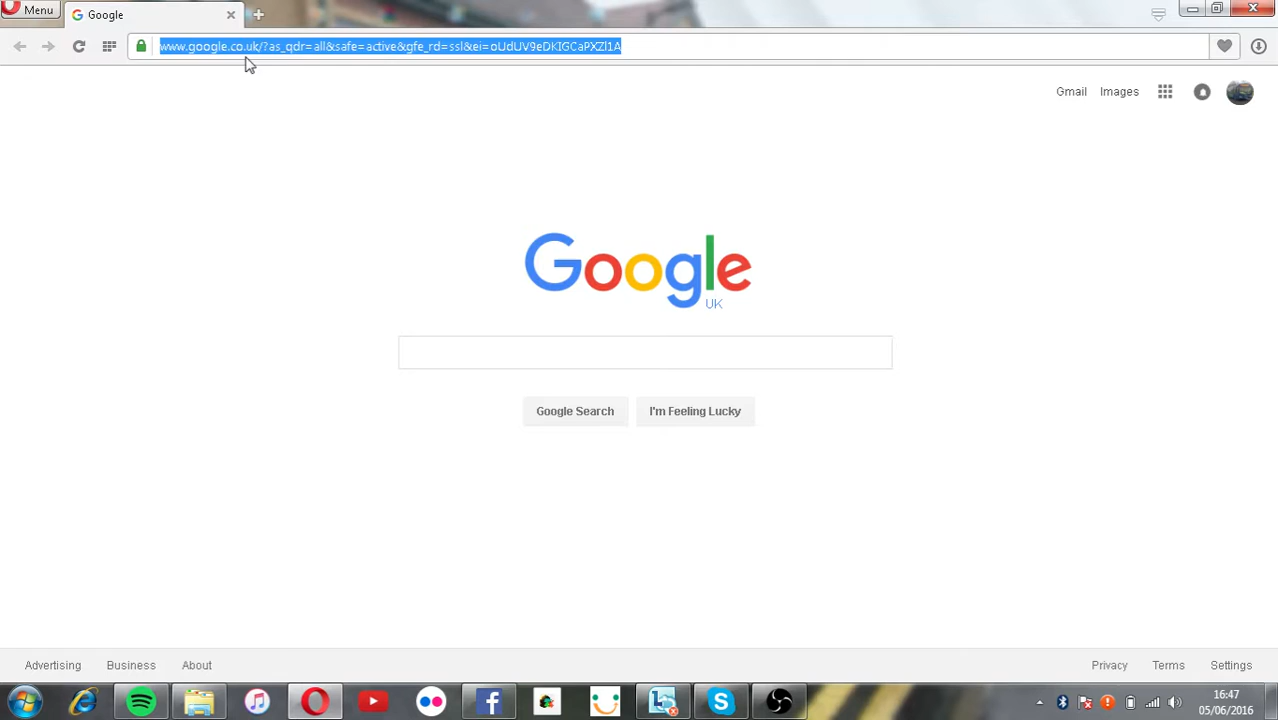 Menu
Google
www.google.co.uk/?as_qdr=all&safe=active&gfe_rd=ssl&ei=oUdUV9eDKIGCaPXZl1A
Gmail Images
Google
UK
Google Search I'm Feeling Lucky
Advertising Business About Privacy Terms Settings
16:47
05/06/2016